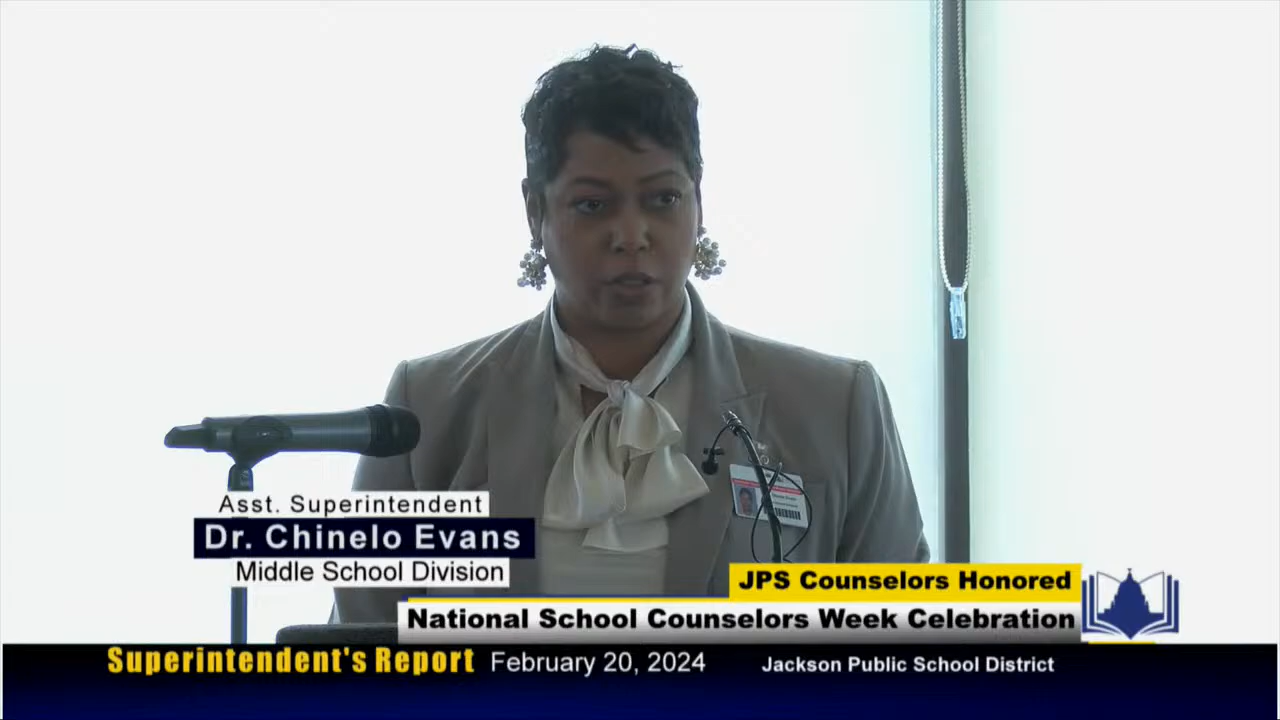 Asst. Superintendent
Dr. Chinelo Evans
Middle School Division
JPS Counselors Honored
National School Counselors Week Celebration
Superintendent's Report February 20, 2024 Jackson Public School District